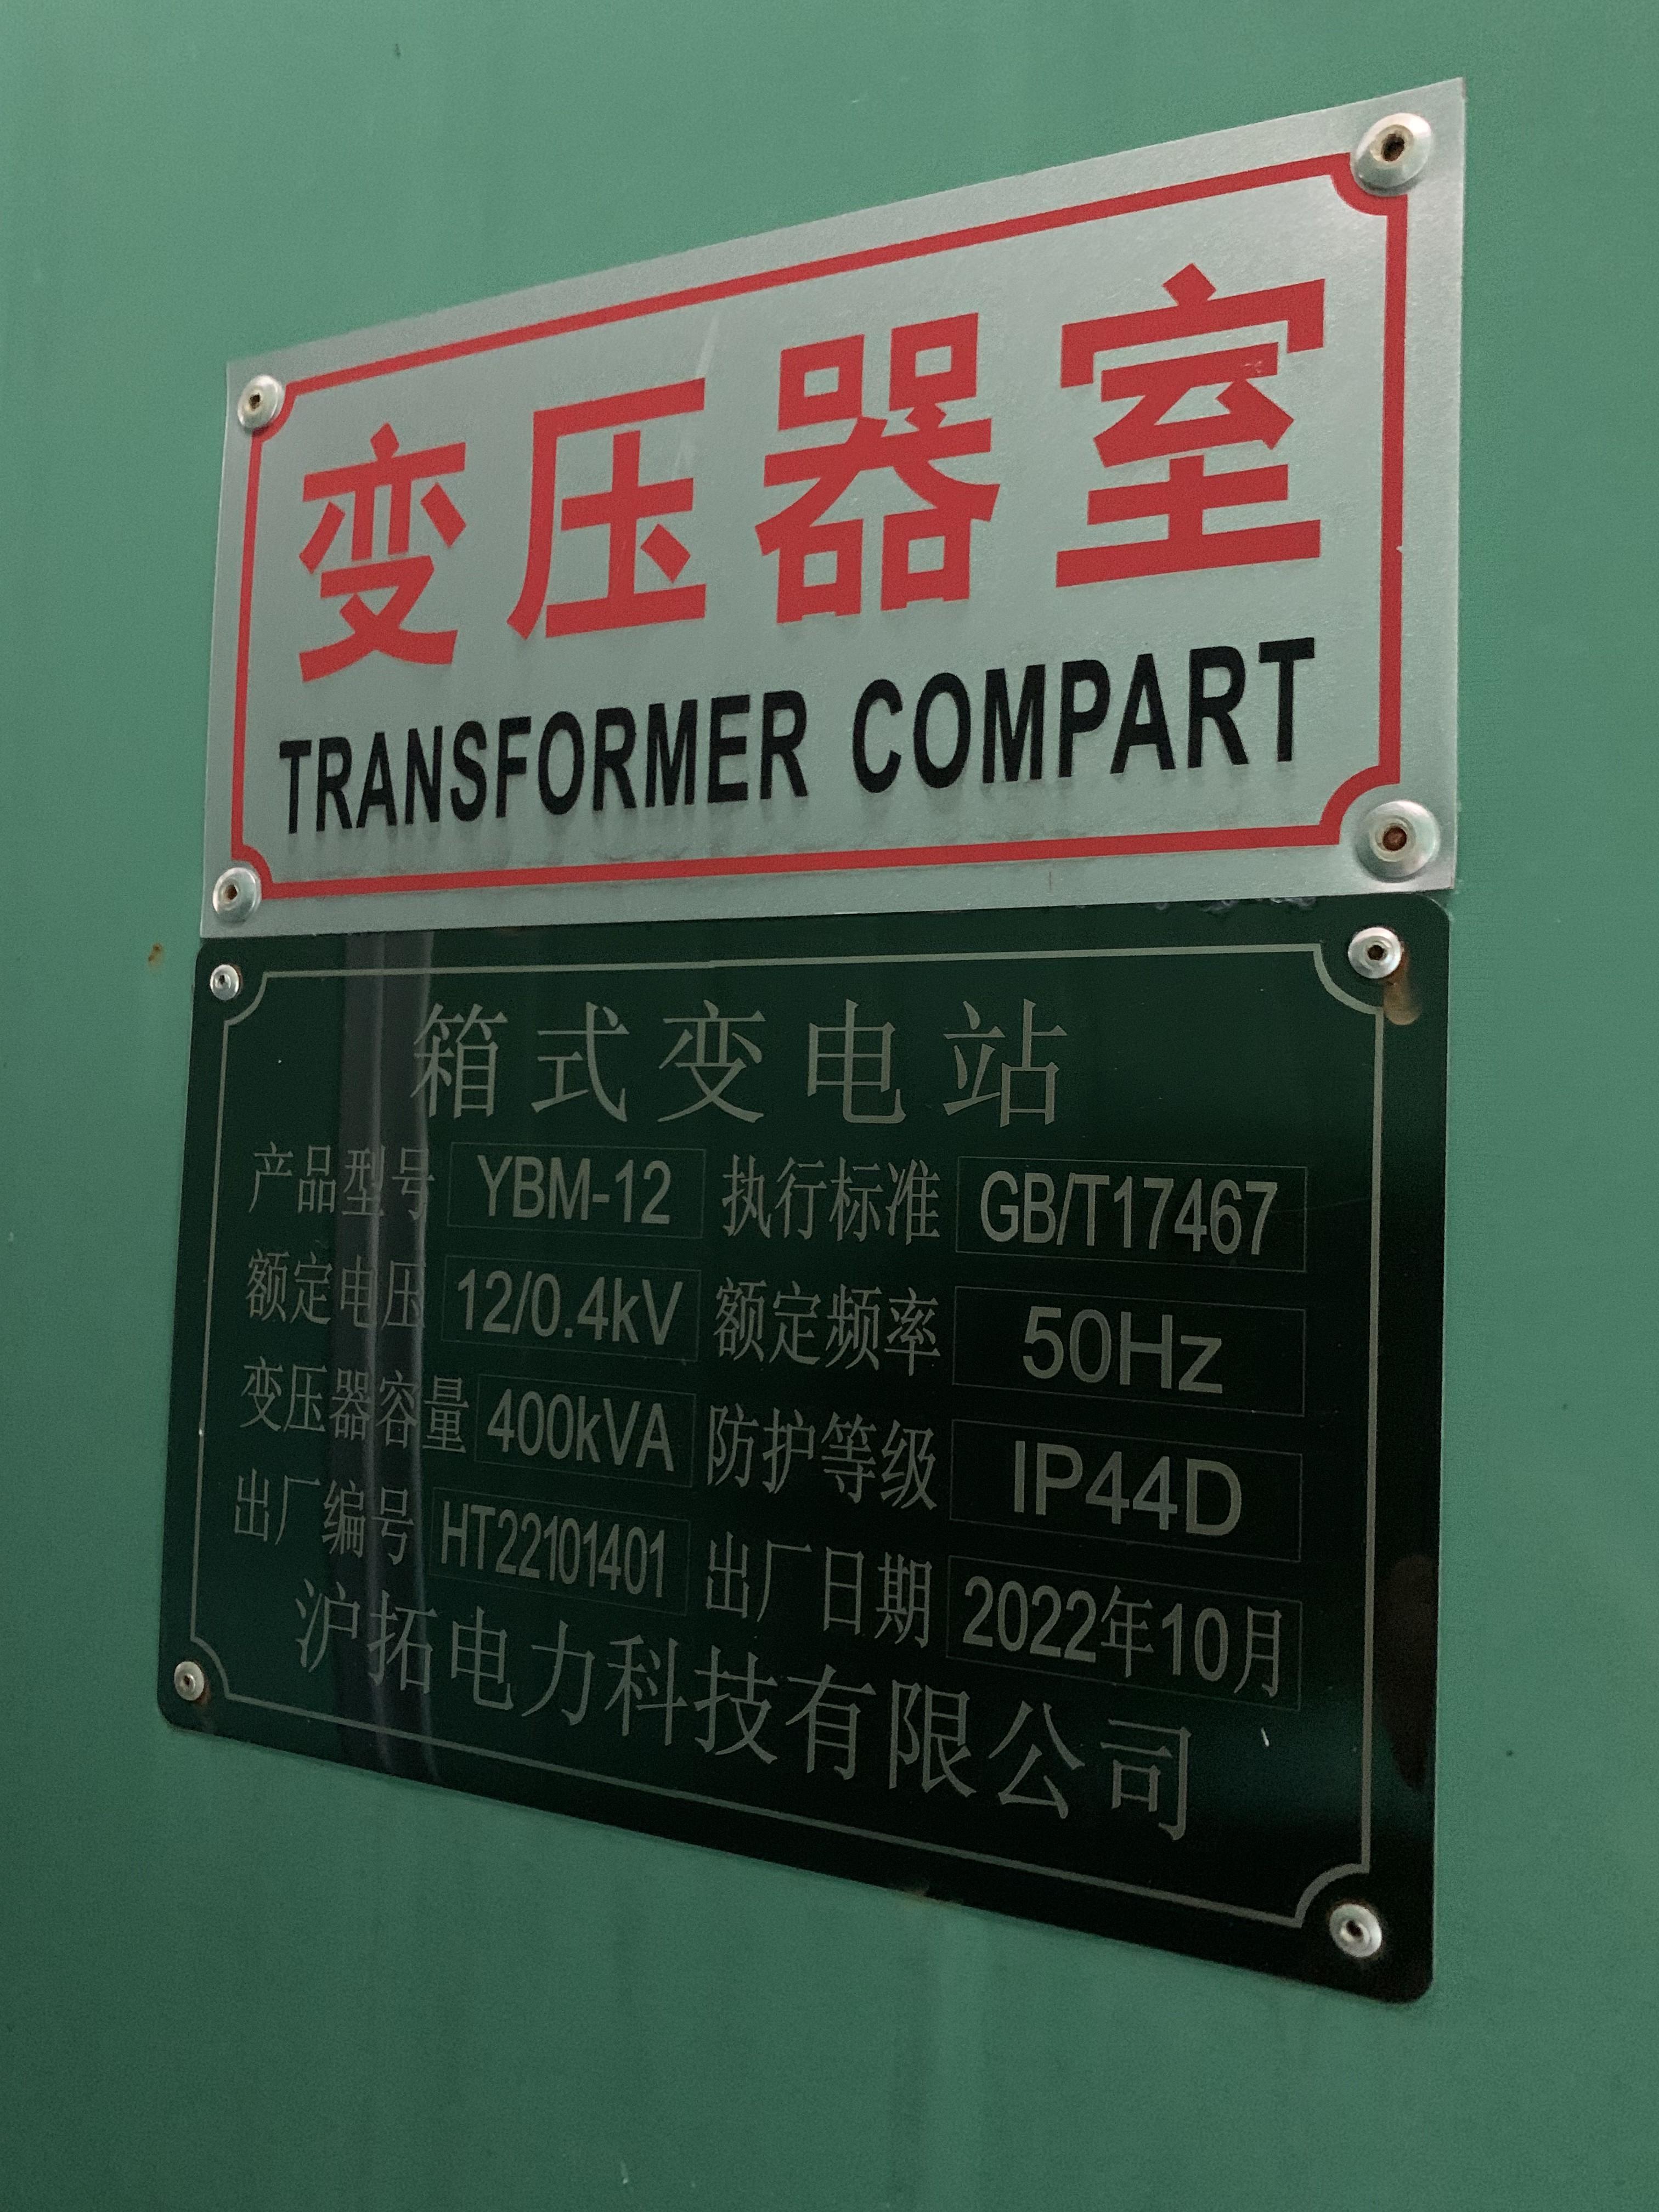 变压器室
TRANSFORMER COMPART
箱式变电站
产品型号 YBM-12 执行标准 GB/T17467
额定电压 12/0.4kV 额定频率 50Hz
变压器容量 400kVA 防护等级 IP44D
出厂编号 HT22101401 出厂日期 2022年10月
沪拓电力科技有限公司